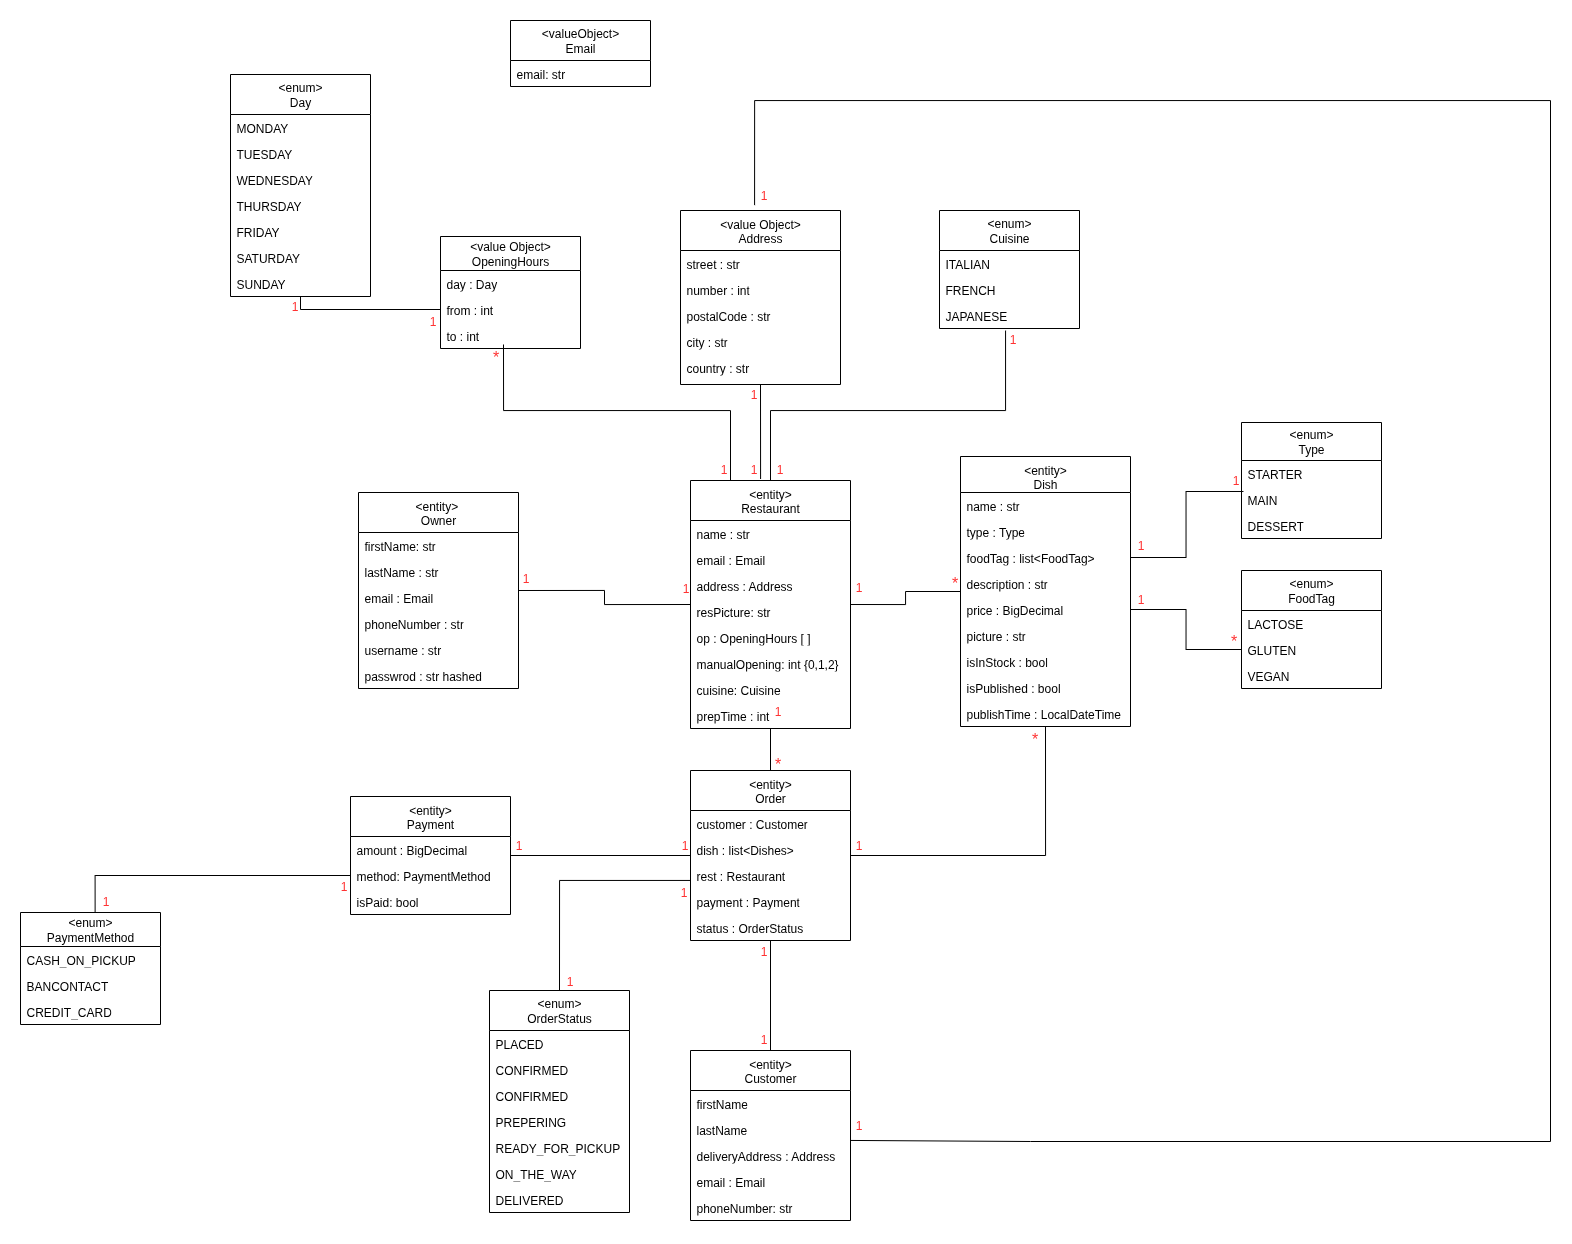 <valueObject>
Email
email: str
<enum>
Day
MONDAY
TUESDAY
WEDNESDAY
THURSDAY
FRIDAY
SATURDAY
SUNDAY
1
1
<value Object>
OpeningHours
day : Day
from : int
to : int
*
1
<value Object>
Address
street : str
number : int
postalCode : str
city : str
country : str
1
<enum>
Cuisine
ITALIAN
FRENCH
JAPANESE
1
1
1
1
<entity>
Owner
firstName: str
lastName : str
email : Email
phoneNumber : str
username : str
passwrod : str hashed
1
1
<entity>
Restaurant
name : str
email : Email
address : Address
resPicture: str
op : OpeningHours [ ]
manualOpening: int {0,1,2}
cuisine: Cuisine
prepTime : int
1
1
*
<entity>
Dish
name : str
type : Type
foodTag : list<FoodTag>
description : str
price : BigDecimal
picture : str
isInStock : bool
isPublished : bool
publishTime : LocalDateTime
*
1
1
<enum>
Type
STARTER
MAIN
DESSERT
1
*
<enum>
FoodTag
LACTOSE
GLUTEN
VEGAN
*
<entity>
Order
customer : Customer
dish : list<Dishes>
rest : Restaurant
payment : Payment
status : OrderStatus
1
1
1
1
<entity>
Payment
amount : BigDecimal
method: PaymentMethod
isPaid: bool
1
1
1
<enum>
PaymentMethod
CASH_ON_PICKUP
BANCONTACT
CREDIT_CARD
1
<enum>
OrderStatus
PLACED
CONFIRMED
CONFIRMED
PREPERING
READY_FOR_PICKUP
ON_THE_WAY
DELIVERED
1
<entity>
Customer
firstName
lastName
deliveryAddress : Address
email : Email
phoneNumber: str
1